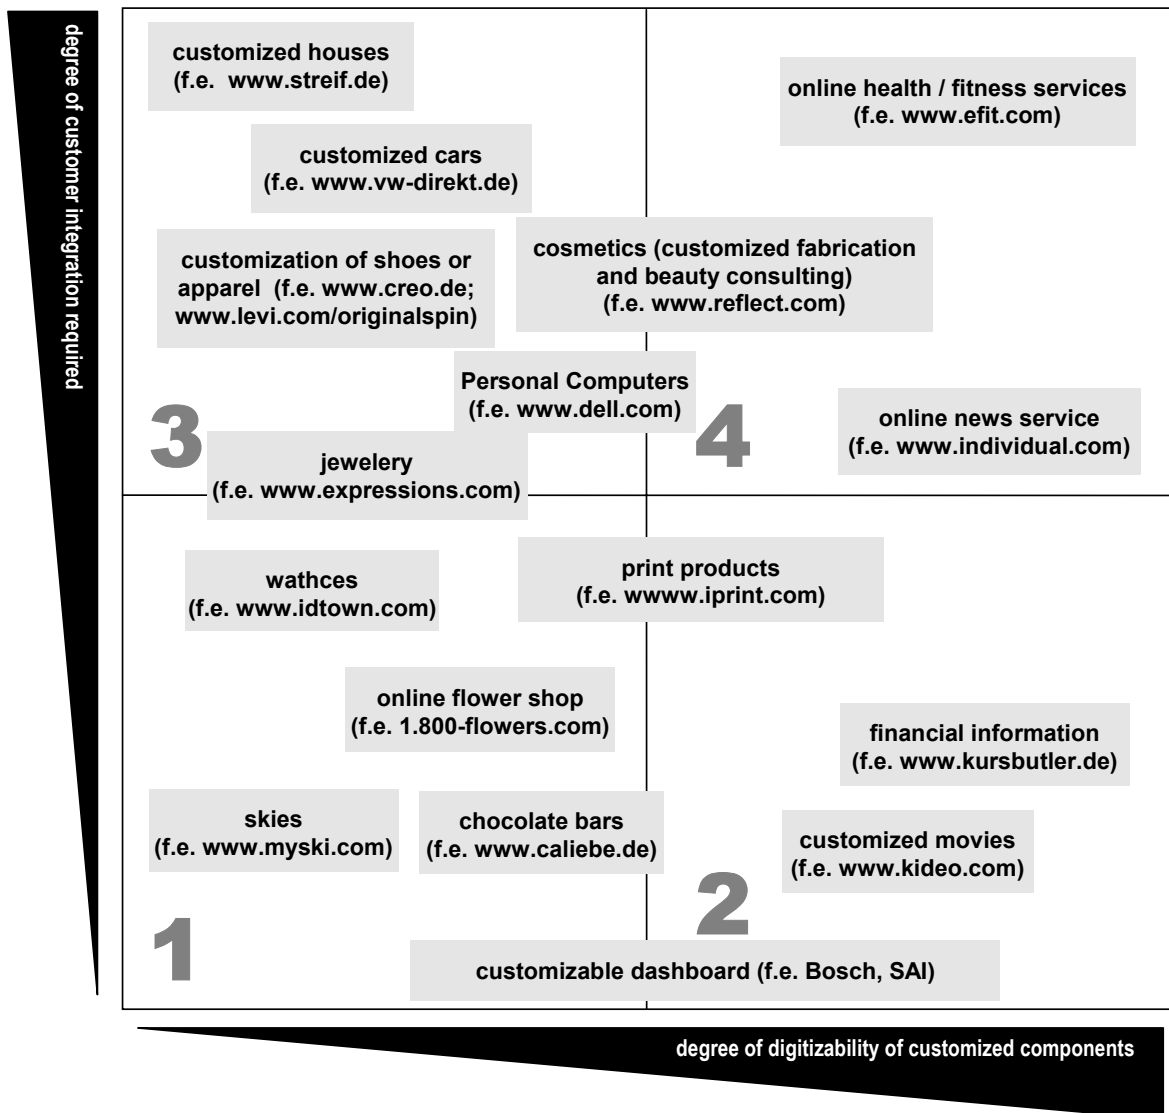 degree of customer integration required
customized houses
(f.e.  www.streif.de)
online health / fitness services
(f.e. www.efit.com)
customized cars
(f.e. www.vw-direkt.de)
customization of shoes or
apparel  (f.e. www.creo.de;
www.levi.com/originalspin)
cosmetics (customized fabrication
and beauty consulting)
(f.e. www.reflect.com)
Personal Computers
(f.e. www.dell.com)
online news service
(f.e. www.individual.com)
3
4
jewelery
(f.e. www.expressions.com)
wathces
(f.e. www.idtown.com)
print products
(f.e. wwww.iprint.com)
online flower shop
(f.e. 1.800-flowers.com)
financial information
(f.e. www.kursbutler.de)
skies
(f.e. www.myski.com)
chocolate bars
(f.e. www.caliebe.de)
customized movies
(f.e. www.kideo.com)
1
2
customizable dashboard (f.e. Bosch, SAI)
degree of digitizability of customized components